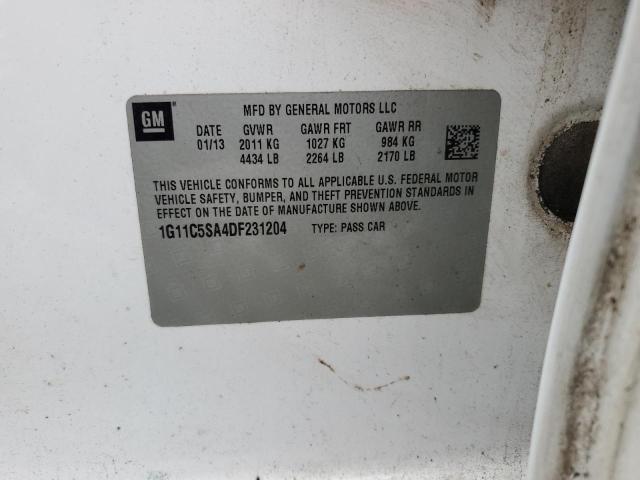 GM
MFD BY GENERAL MOTORS LLC
DATE GVWR GAWR FRT GAWR RR
01/13 2011 KG 1027 KG 984 KG
4434 LB 2264 LB 2170 LB
THIS VEHICLE CONFORMS TO ALL APPLICABLE U.S. FEDERAL MOTOR
VEHICLE SAFETY, BUMPER, AND THEFT PREVENTION STANDARDS IN
EFFECT ON THE DATE OF MANUFACTURE SHOWN ABOVE.
1G11C5SA4DF231204 TYPE: PASS CAR